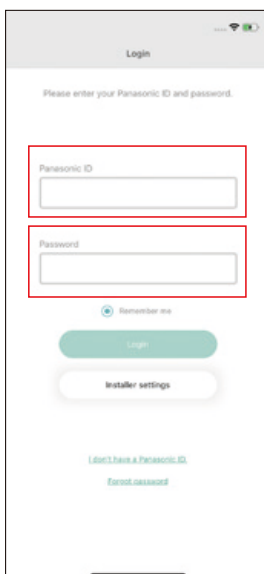 Login
Please enter your Panasonic ID and password.
Panasonic ID
Password
Remember me
Login
Installer settings
I don't have a Panasonic ID.
Forgot password